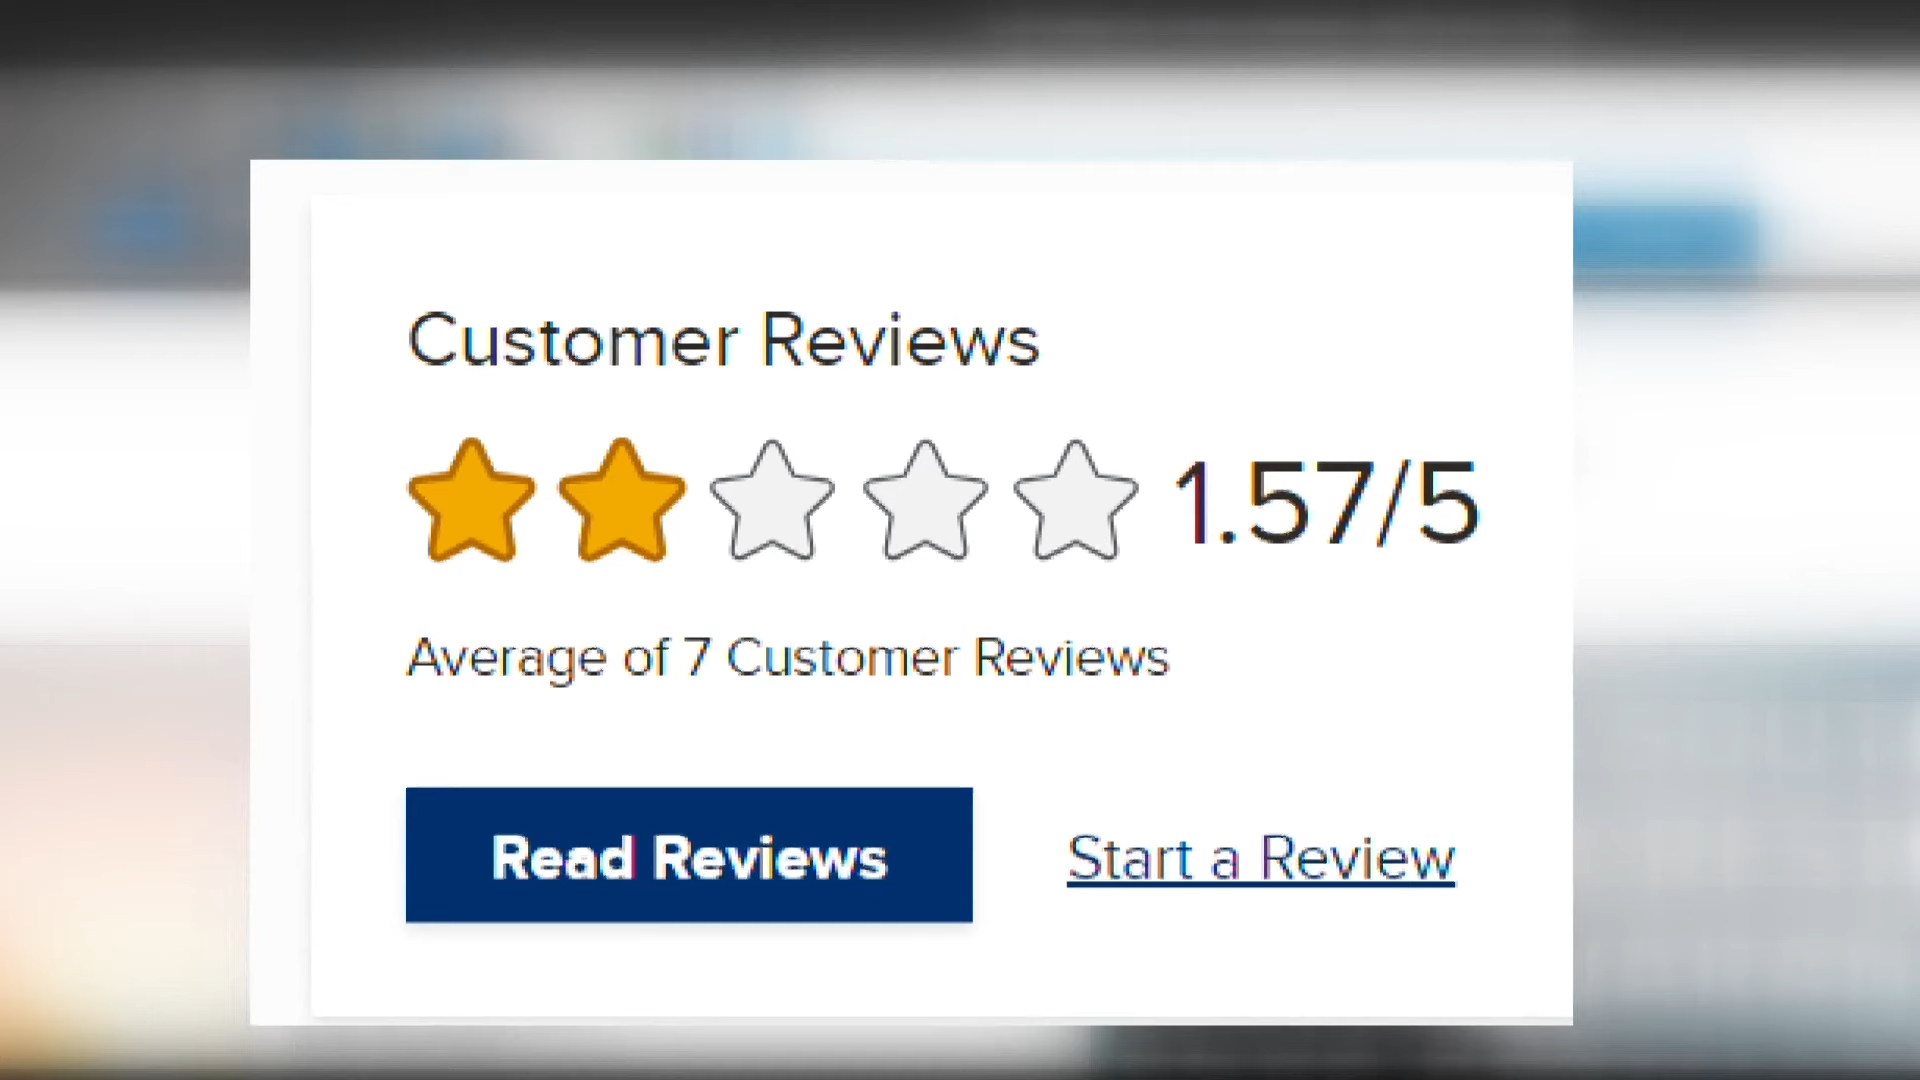 Customer Reviews
1.57/5
Average of 7 Customer Reviews
Read Reviews
Start a Review